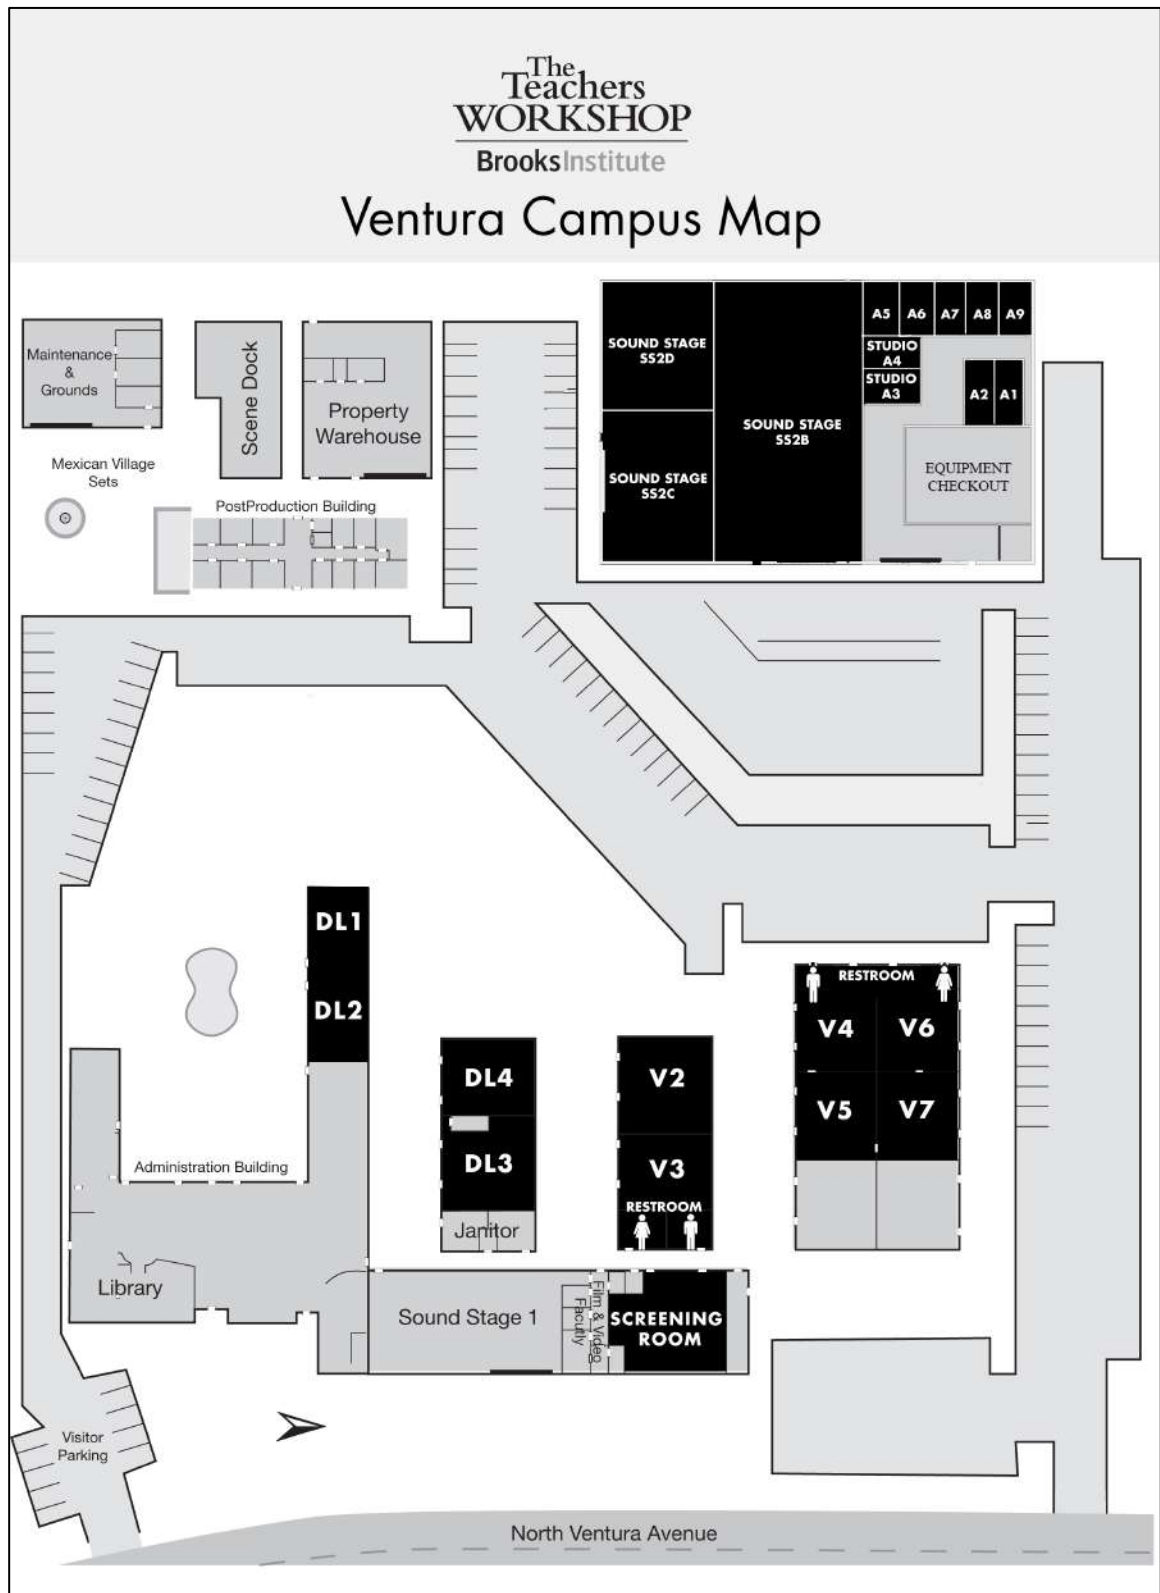 The
Teachers
WORKSHOP
BrooksInstitute
Ventura Campus Map
Maintenance
&
Grounds
Scene Dock
Property
Warehouse
SOUND STAGE
SS2D
SOUND STAGE
SS2C
SOUND STAGE
SS2B
A5
A6
A7
A8
A9
STUDIO
A4
STUDIO
A3
A2
A1
EQUIPMENT
CHECKOUT
Mexican Village
Sets
PostProduction Building
DL1
DL2
DL4
DL3
Janitor
V2
V3
RESTROOM
RESTROOM
V4
V6
V5
V7
Administration Building
Library
Sound Stage 1
Film & Video
Facutly
SCREENING
ROOM
Visitor
Parking
North Ventura Avenue